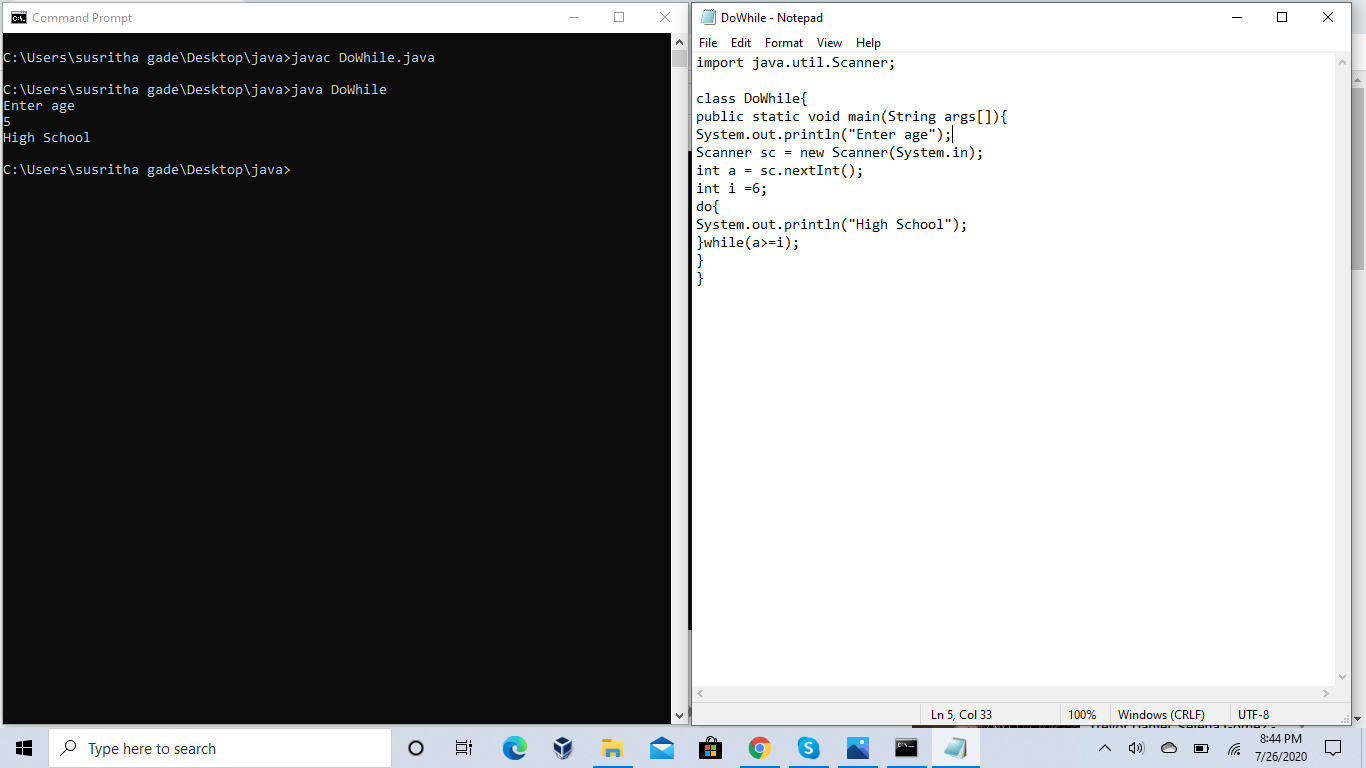 Command Prompt
C:\Users\susritha gade\Desktop\java>javac DoWhile.java
C:\Users\susritha gade\Desktop\java>java DoWhile
Enter age
5
High School
C:\Users\susritha gade\Desktop\java>
DoWhile - Notepad
File Edit Format View Help
import java.util.Scanner;
class DoWhile{
public static void main(String args[]){
System.out.println("Enter age");
Scanner sc = new Scanner(System.in);
int a = sc.nextInt();
int i =6;
do{
System.out.println("High School");
}while(a>=i);
}
}
Ln 5, Col 33 100% Windows (CRLF) UTF-8
Type here to search
8:44 PM
7/26/2020